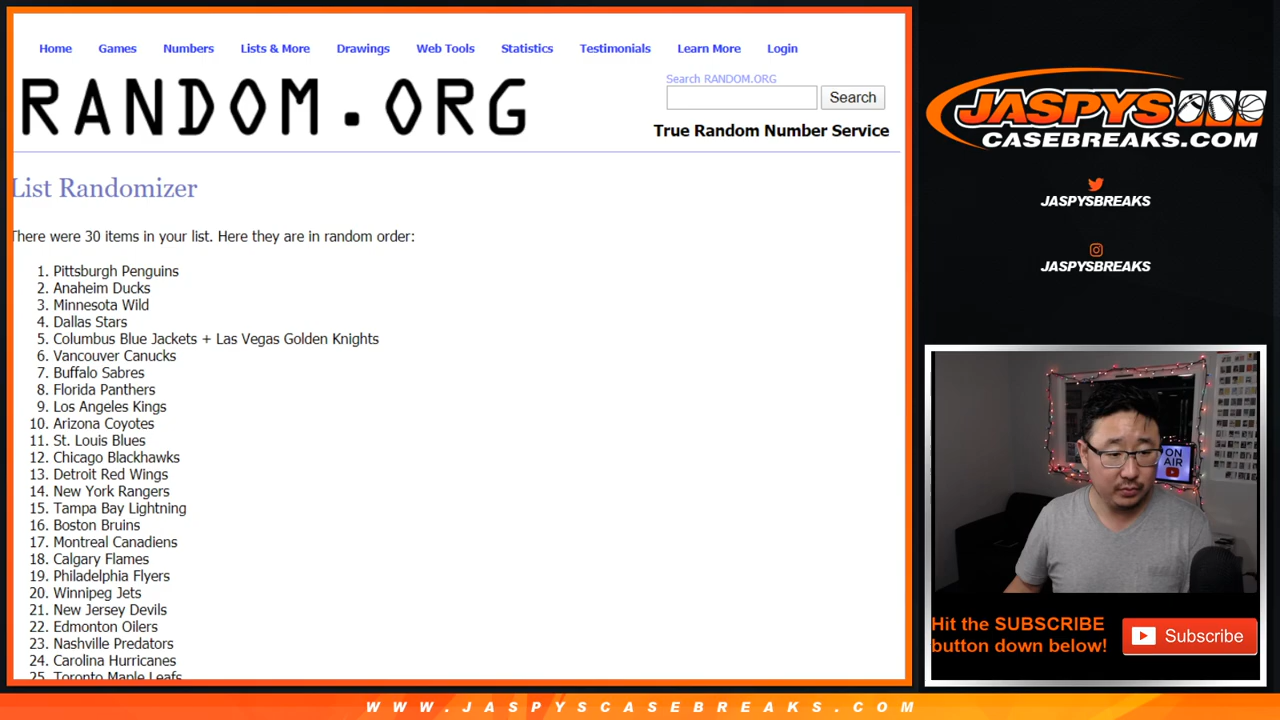 Home Games Numbers Lists & More Drawings Web Tools Statistics Testimonials Learn More Login
RANDOM.ORG
Search RANDOM.ORG
Search
True Random Number Service
List Randomizer
There were 30 items in your list. Here they are in random order:
1. Pittsburgh Penguins
2. Anaheim Ducks
3. Minnesota Wild
4. Dallas Stars
5. Columbus Blue Jackets + Las Vegas Golden Knights
6. Vancouver Canucks
7. Buffalo Sabres
8. Florida Panthers
9. Los Angeles Kings
10. Arizona Coyotes
11. St. Louis Blues
12. Chicago Blackhawks
13. Detroit Red Wings
14. New York Rangers
15. Tampa Bay Lightning
16. Boston Bruins
17. Montreal Canadiens
18. Calgary Flames
19. Philadelphia Flyers
20. Winnipeg Jets
21. New Jersey Devils
22. Edmonton Oilers
23. Nashville Predators
24. Carolina Hurricanes
25. Toronto Maple Leafs
JASPYS
CASEBREAKS.COM
JASPYSBREAKS
JASPYSBREAKS
ON
AIR
Hit the SUBSCRIBE
button down below!
Subscribe
WWW.JASPYSCASEBREAKS.COM